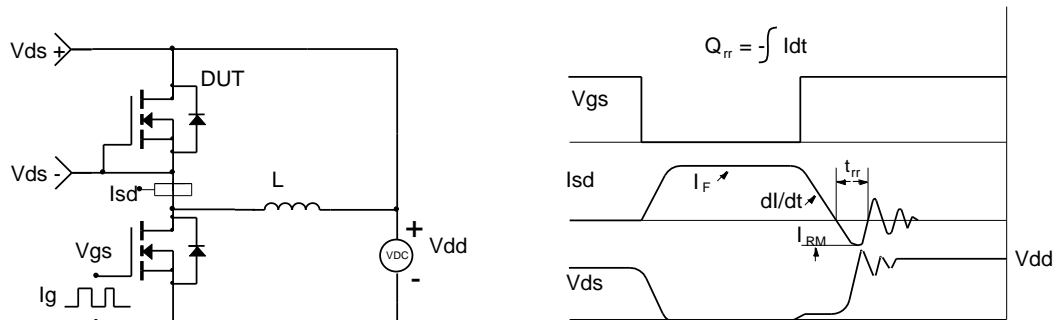 Vds +
DUT
Vds -
Isd
L
Vgs
Ig
+
VDC
-
Vdd
Qrr = -∫ Idt
Vgs
Isd
IF
dI/dt
trr
IRM
Vds
Vdd